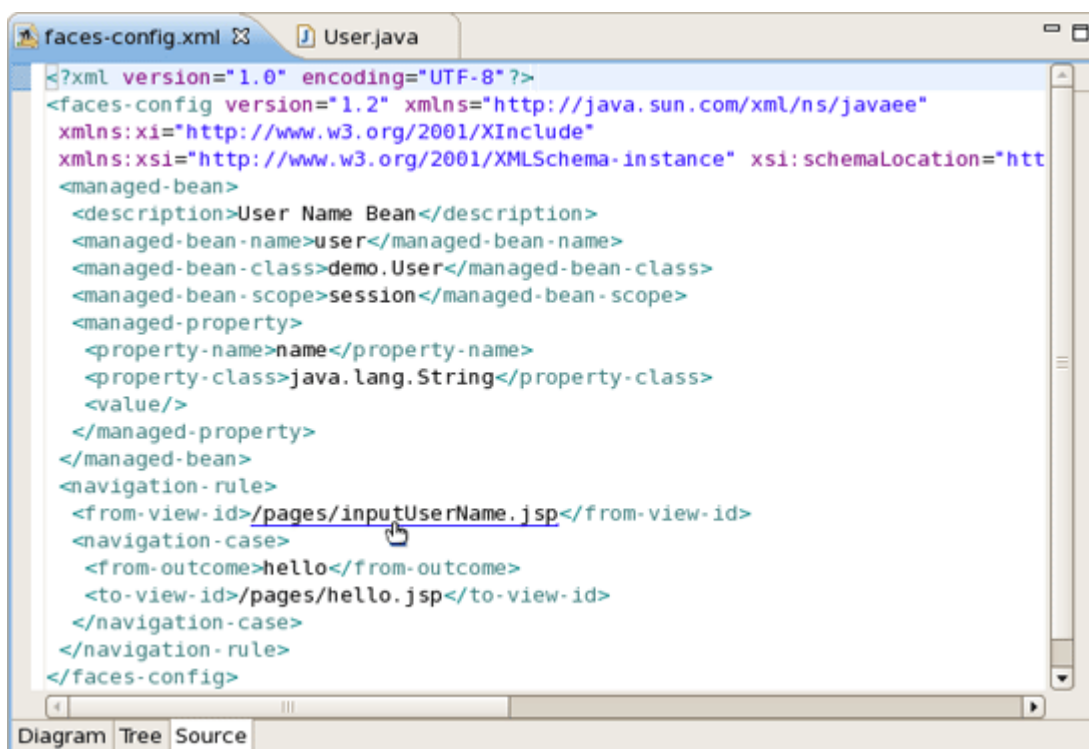 faces-config.xml User.java
<?xml version="1.0" encoding="UTF-8"?>
<faces-config version="1.2" xmlns="http://java.sun.com/xml/ns/javaee"
xmlns:xi="http://www.w3.org/2001/XInclude"
xmlns:xsi="http://www.w3.org/2001/XMLSchema-instance" xsi:schemaLocation="htt
<managed-bean>
<description>User Name Bean</description>
<managed-bean-name>user</managed-bean-name>
<managed-bean-class>demo.User</managed-bean-class>
<managed-bean-scope>session</managed-bean-scope>
<managed-property>
<property-name>name</property-name>
<property-class>java.lang.String</property-class>
<value/>
</managed-property>
</managed-bean>
<navigation-rule>
<from-view-id>/pages/inputUserName.jsp</from-view-id>
<navigation-case>
<from-outcome>hello</from-outcome>
<to-view-id>/pages/hello.jsp</to-view-id>
</navigation-case>
</navigation-rule>
</faces-config>
Diagram Tree Source